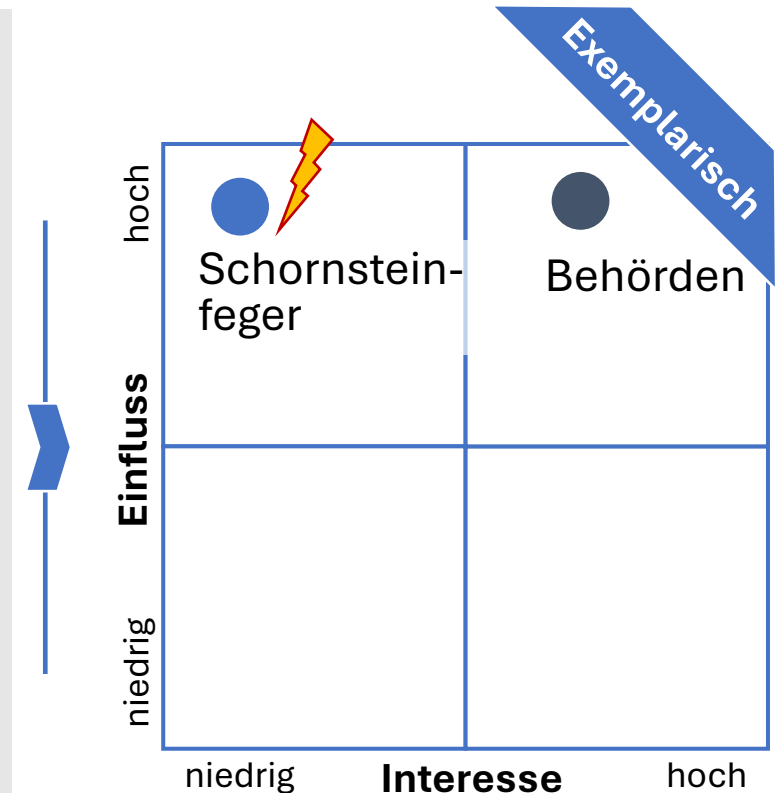 Exemplarisch
hoch
Schornstein-
feger
Behörden
Einfluss
niedrig
niedrig
Interesse
hoch